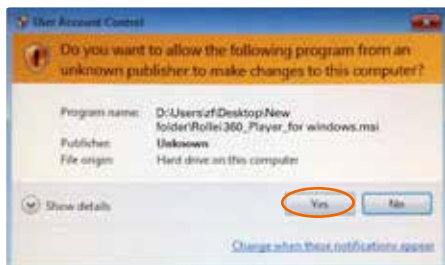 User Account Control
Do you want to allow the following program from an
unknown publisher to make changes to this computer?
Program name: D:\Users\zf\Desktop\New
folder\Rollei360_Player_for windows.msi
Publisher: Unknown
File origin: Hard drive on this computer
Show details
Yes
No
Change when these notifications appear